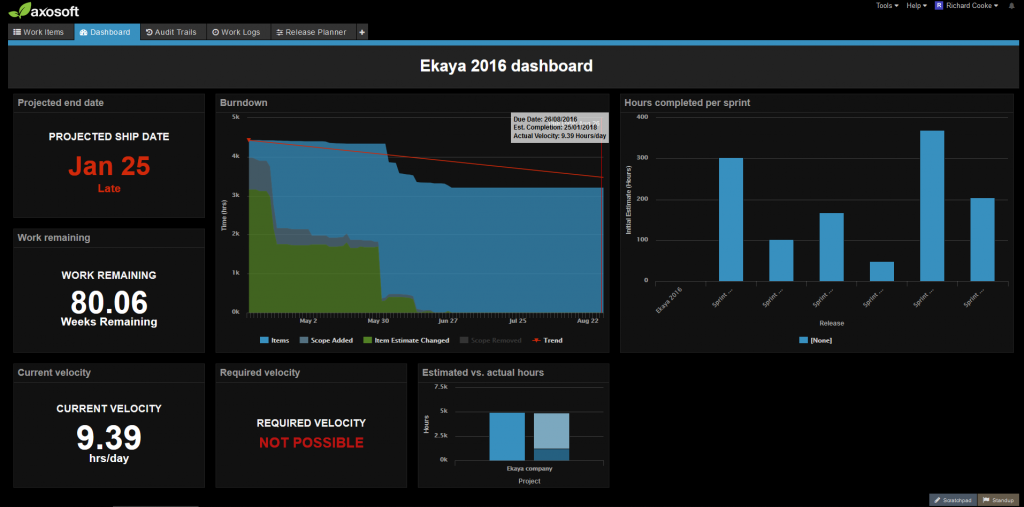 axosoft
Tools Help R Richard Cooke
Work Items Dashboard Audit Trails Work Logs Release Planner +
Ekaya 2016 dashboard
Projected end date
PROJECTED SHIP DATE
Jan 25
Late
Burndown
Due Date: 26/08/2016
Est. Completion: 25/01/2018
Actual Velocity: 9.39 Hours/day
5k
4k
3k
2k
1k
0k
Time (hrs)
May 2 May 30 Jun 27 Jul 25 Aug 22
Items Scope Added Item Estimate Changed Scope Removed Trend
Hours completed per sprint
400
300
200
100
0
Initial Estimate (Hours)
Ekaya 2016 Sprint ... Sprint ... Sprint ... Sprint ... Sprint ... Sprint ...
Release
[None]
Work remaining
WORK REMAINING
80.06
Weeks Remaining
Current velocity
CURRENT VELOCITY
9.39
hrs/day
Required velocity
REQUIRED VELOCITY
NOT POSSIBLE
Estimated vs. actual hours
7.5k
5k
2.5k
0k
Hours
Ekaya company
Project
Scratchpad Standup